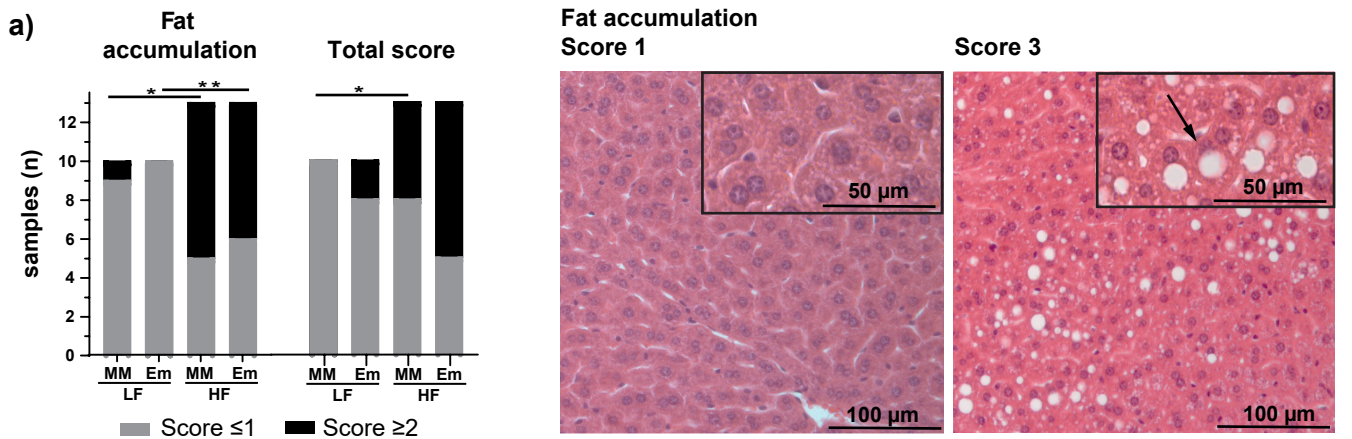 a)
Fat
accumulation
Total score
*
* *
*
samples (n)
12
10
8
6
4
2
0
MM Em MM Em
LF HF
MM Em MM Em
LF HF
Score ≤1 Score ≥2
Fat accumulation
Score 1
50 µm
100 µm
Score 3
50 µm
100 µm